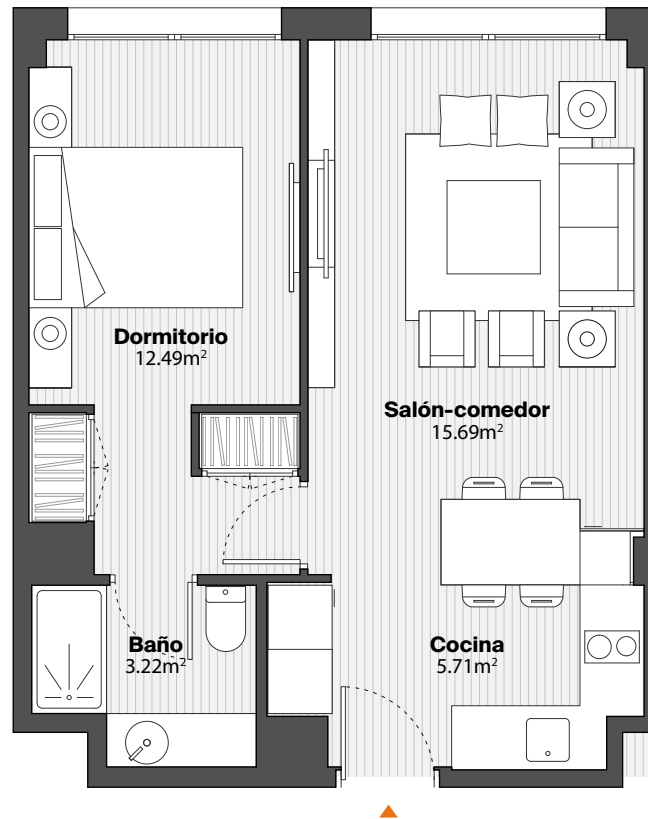 Dormitorio
12.49m²
Salón-comedor
15.69m²
Baño
3.22m²
Cocina
5.71m²